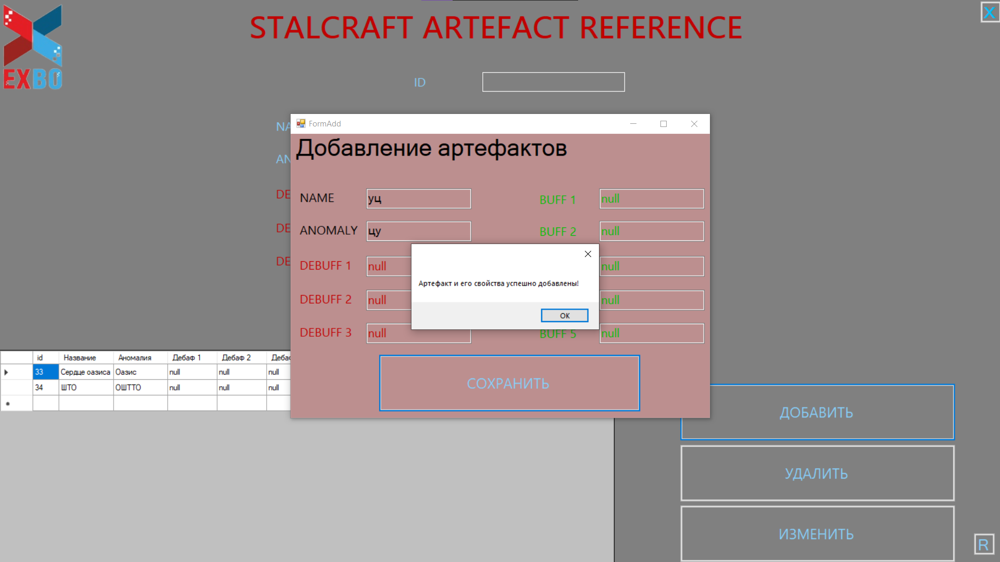 STALCRAFT ARTEFACT REFERENCE
X
EXBO
ID
NA
AN
DE
DE
DE
FormAdd
Добавление артефактов
NAME
уц
BUFF 1
null
ANOMALY
цу
BUFF 2
null
DEBUFF 1
null
null
DEBUFF 2
null
null
DEBUFF 3
null
BUFF 5
null
Артефакт и его свойства успешно добавлены!
OK
СОХРАНИТЬ
id Название Аномалия Дебаф 1 Дебаф 2 Дебаф
33 Сердце оазиса Оазис null null null
34 ШТО ОШТТО null null null
ДОБАВИТЬ
УДАЛИТЬ
ИЗМЕНИТЬ
R